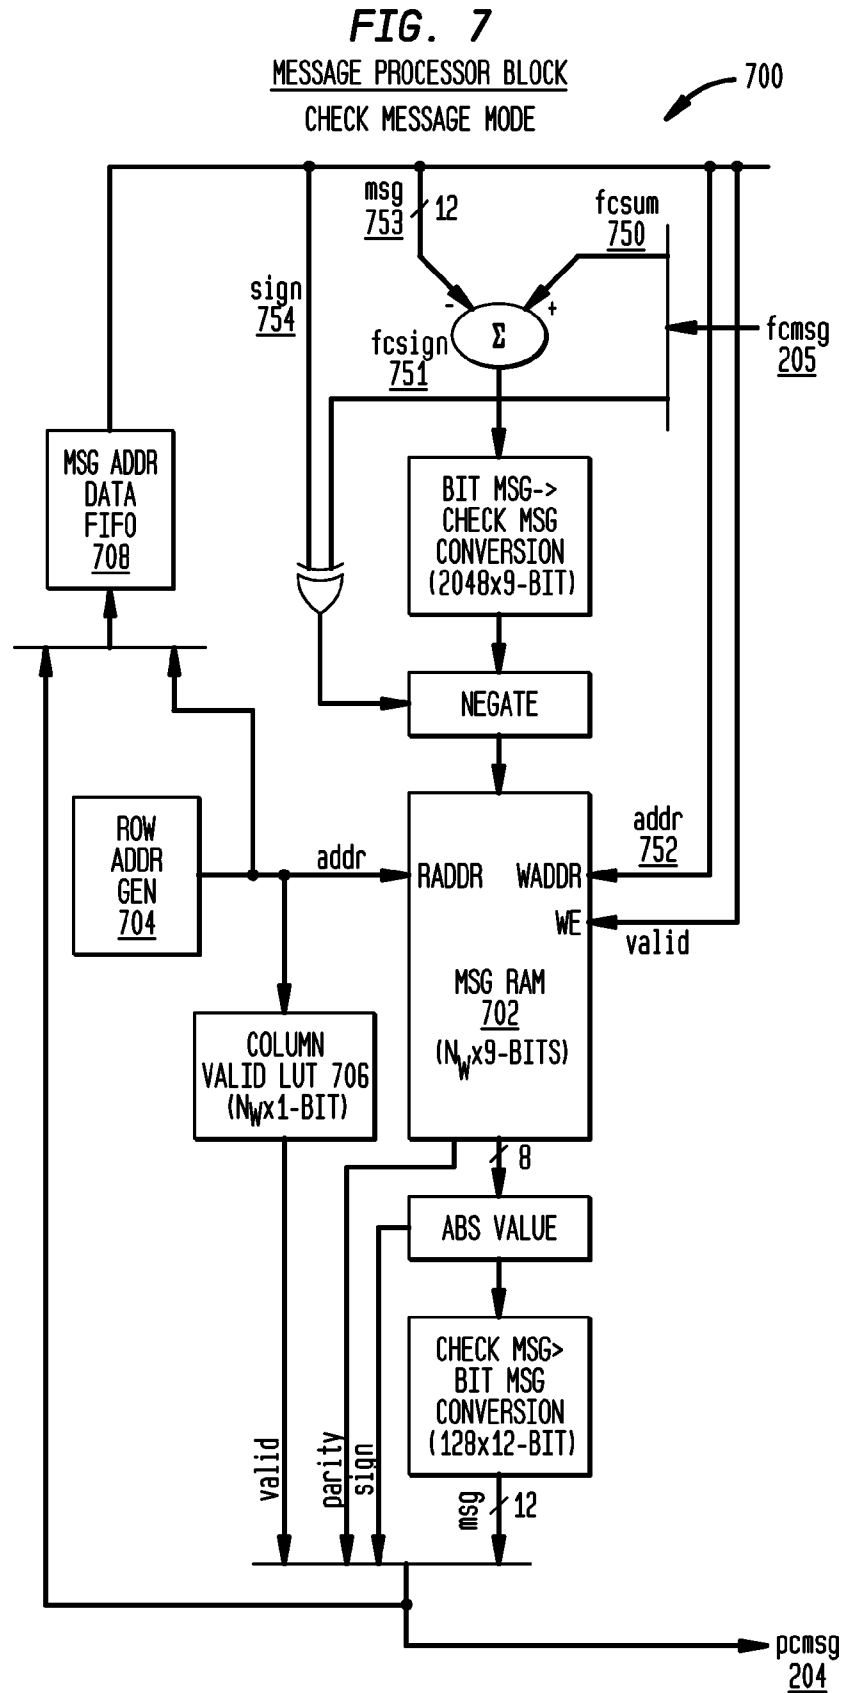 FIG. 7
MESSAGE PROCESSOR BLOCK
CHECK MESSAGE MODE
700
msg
753
12
fcsum
750
sign
754
-
+
Σ
fcsign
751
fcmsg
205
MSG ADDR
DATA
FIFO
708
BIT MSG->
CHECK MSG
CONVERSION
(2048x9-BIT)
NEGATE
ROW
ADDR
GEN
704
addr
RADDR
WADDR
addr
752
WE
valid
MSG RAM
702
(NWx9-BITS)
COLUMN
VALID LUT 706
(NWx1-BIT)
8
ABS VALUE
CHECK MSG>
BIT MSG
CONVERSION
(128x12-BIT)
valid
parity
sign
msg
12
pcmsg
204